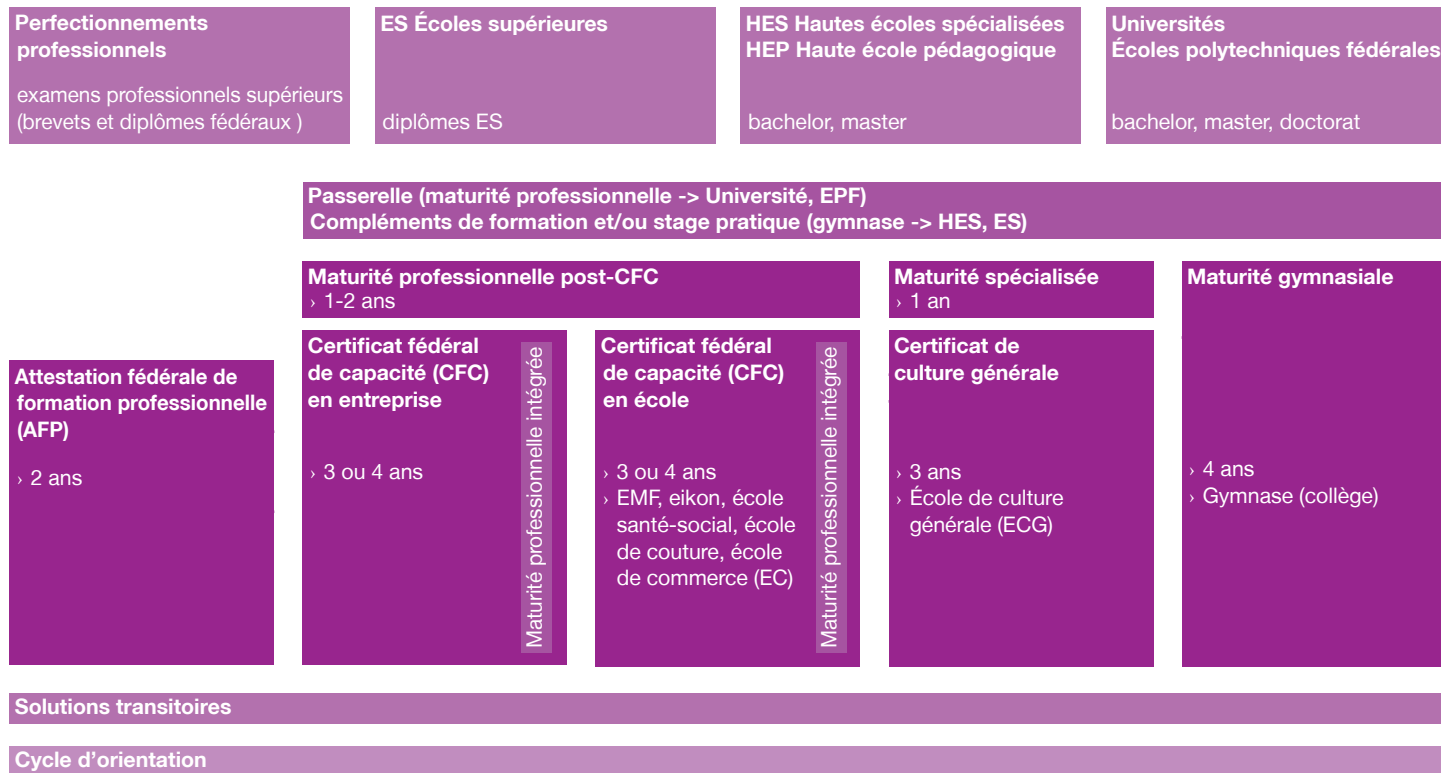 Perfectionnements
professionnels
examens professionnels supérieurs
(brevets et diplômes fédéraux )
ES Écoles supérieures
diplômes ES
HES Hautes écoles spécialisées
HEP Haute école pédagogique
bachelor, master
Universités
Écoles polytechniques fédérales
bachelor, master, doctorat
Passerelle (maturité professionnelle -> Université, EPF)
Compléments de formation et/ou stage pratique (gymnase -> HES, ES)
Maturité professionnelle post-CFC
› 1-2 ans
Maturité spécialisée
› 1 an
Maturité gymnasiale
› 4 ans
› Gymnase (collège)
Attestation fédérale de
formation professionnelle
(AFP)
› 2 ans
Certificat fédéral
de capacité (CFC)
en entreprise
› 3 ou 4 ans
Maturité professionnelle intégrée
Certificat fédéral
de capacité (CFC)
en école
› 3 ou 4 ans
› EMF, eikon, école
santé-social, école
de couture, école
de commerce (EC)
Maturité professionnelle intégrée
Certificat de
culture générale
› 3 ans
› École de culture
générale (ECG)
Solutions transitoires
Cycle d’orientation